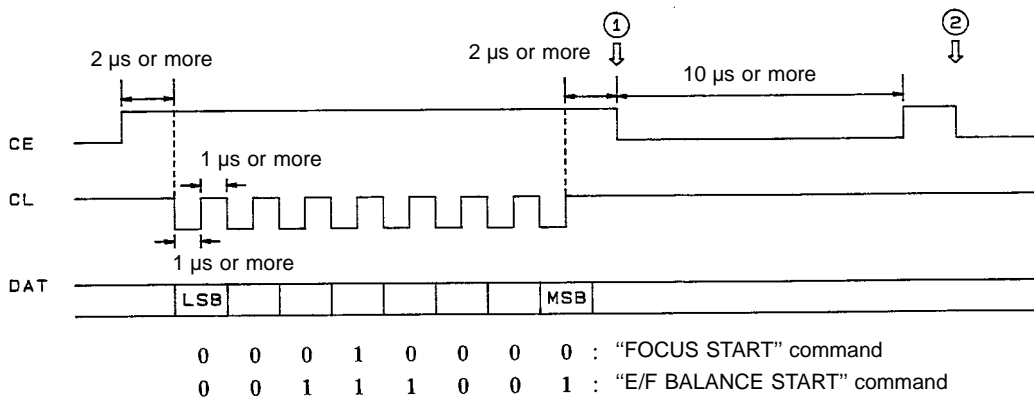 ① ②
2 µs or more 2 µs or more
10 µs or more
CE
1 µs or more
CL
1 µs or more
DAT LSB MSB
0 0 0 1 0 0 0 0 : “FOCUS START” command
0 0 1 1 1 0 0 1 : “E/F BALANCE START” command